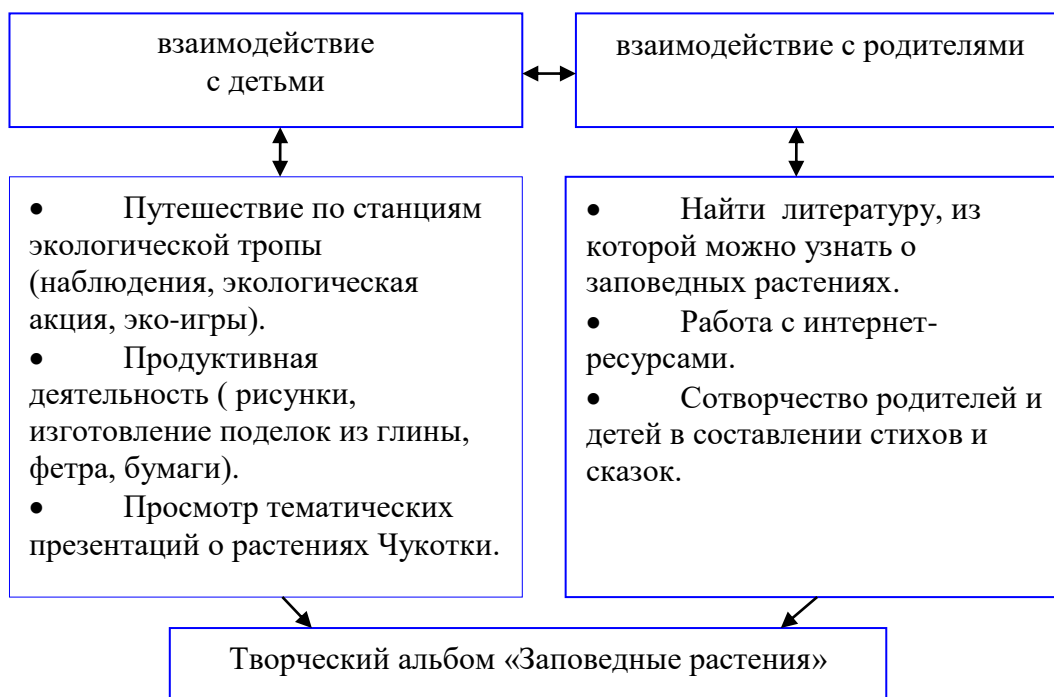 взаимодействие
с детьми
взаимодействие с родителями
• Путешествие по станциям
экологической тропы
(наблюдения, экологическая
акция, эко-игры).
• Продуктивная
деятельность ( рисунки,
изготовление поделок из глины,
фетра, бумаги).
• Просмотр тематических
презентаций о растениях Чукотки.
• Найти литературу, из
которой можно узнать о
заповедных растениях.
• Работа с интернет-
ресурсами.
• Сотворчество родителей и
детей в составлении стихов и
сказок.
Творческий альбом «Заповедные растения»